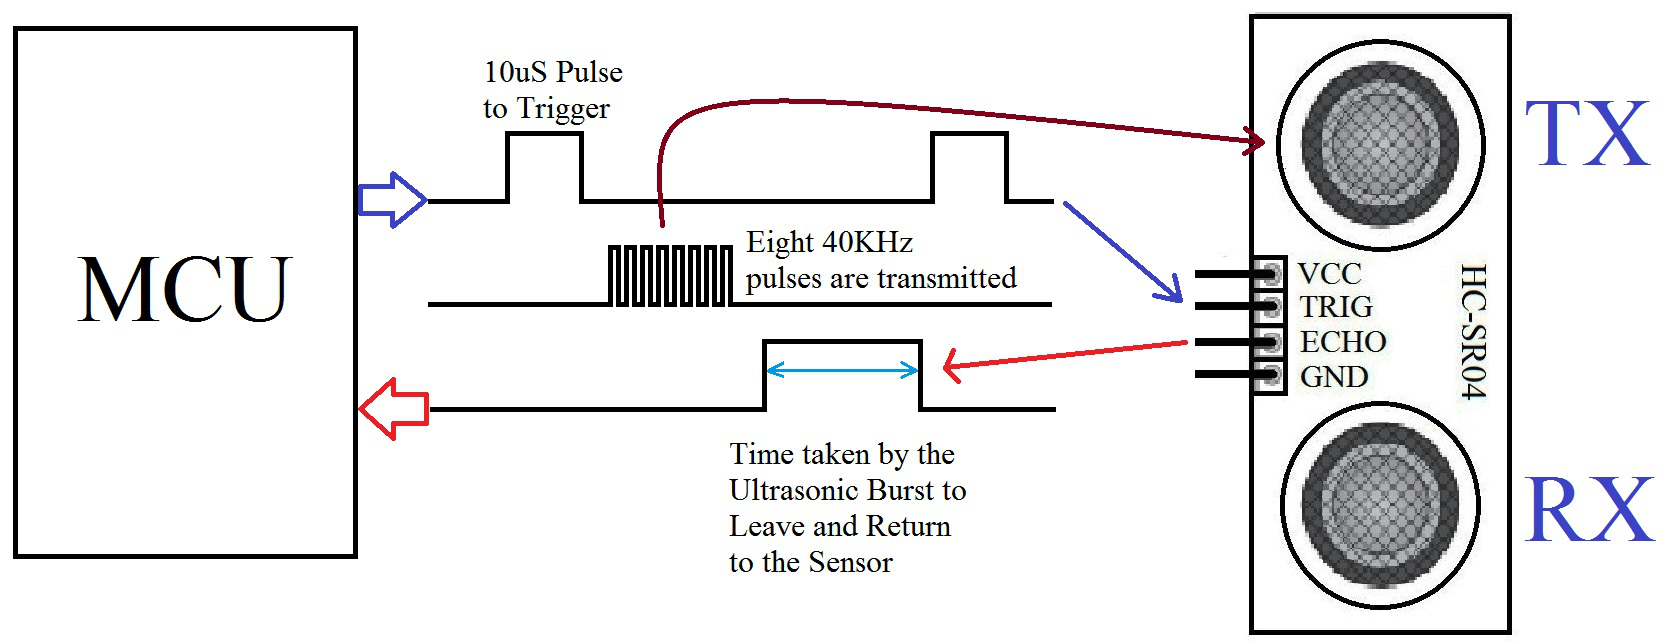 MCU
10uS Pulse
to Trigger
Eight 40KHz
pulses are transmitted
Time taken by the
Ultrasonic Burst to
Leave and Return
to the Sensor
VCC
TRIG
ECHO
GND
HC-SR04
TX
RX